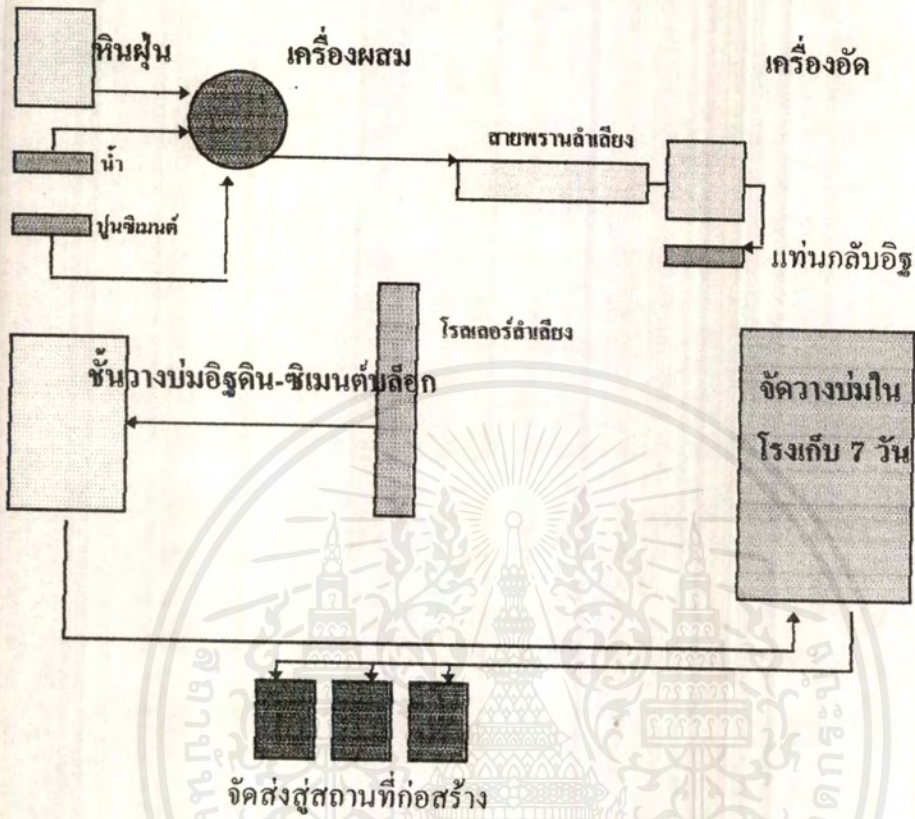 หินฝุ่น
เครื่องผสม
เครื่องอัด
สายพรานลำเลียง
น้ำ
ปูนซิเมนต์
แท่นกลับอิฐ
โรลเลอร์ลำเลียง
ชั้นวางบ่มอิฐดิน-ซิเมนต์บล็อก
จัดวางบ่มใน
โรงเก็บ 7 วัน
จัดส่งสู่สถานที่ก่อสร้าง